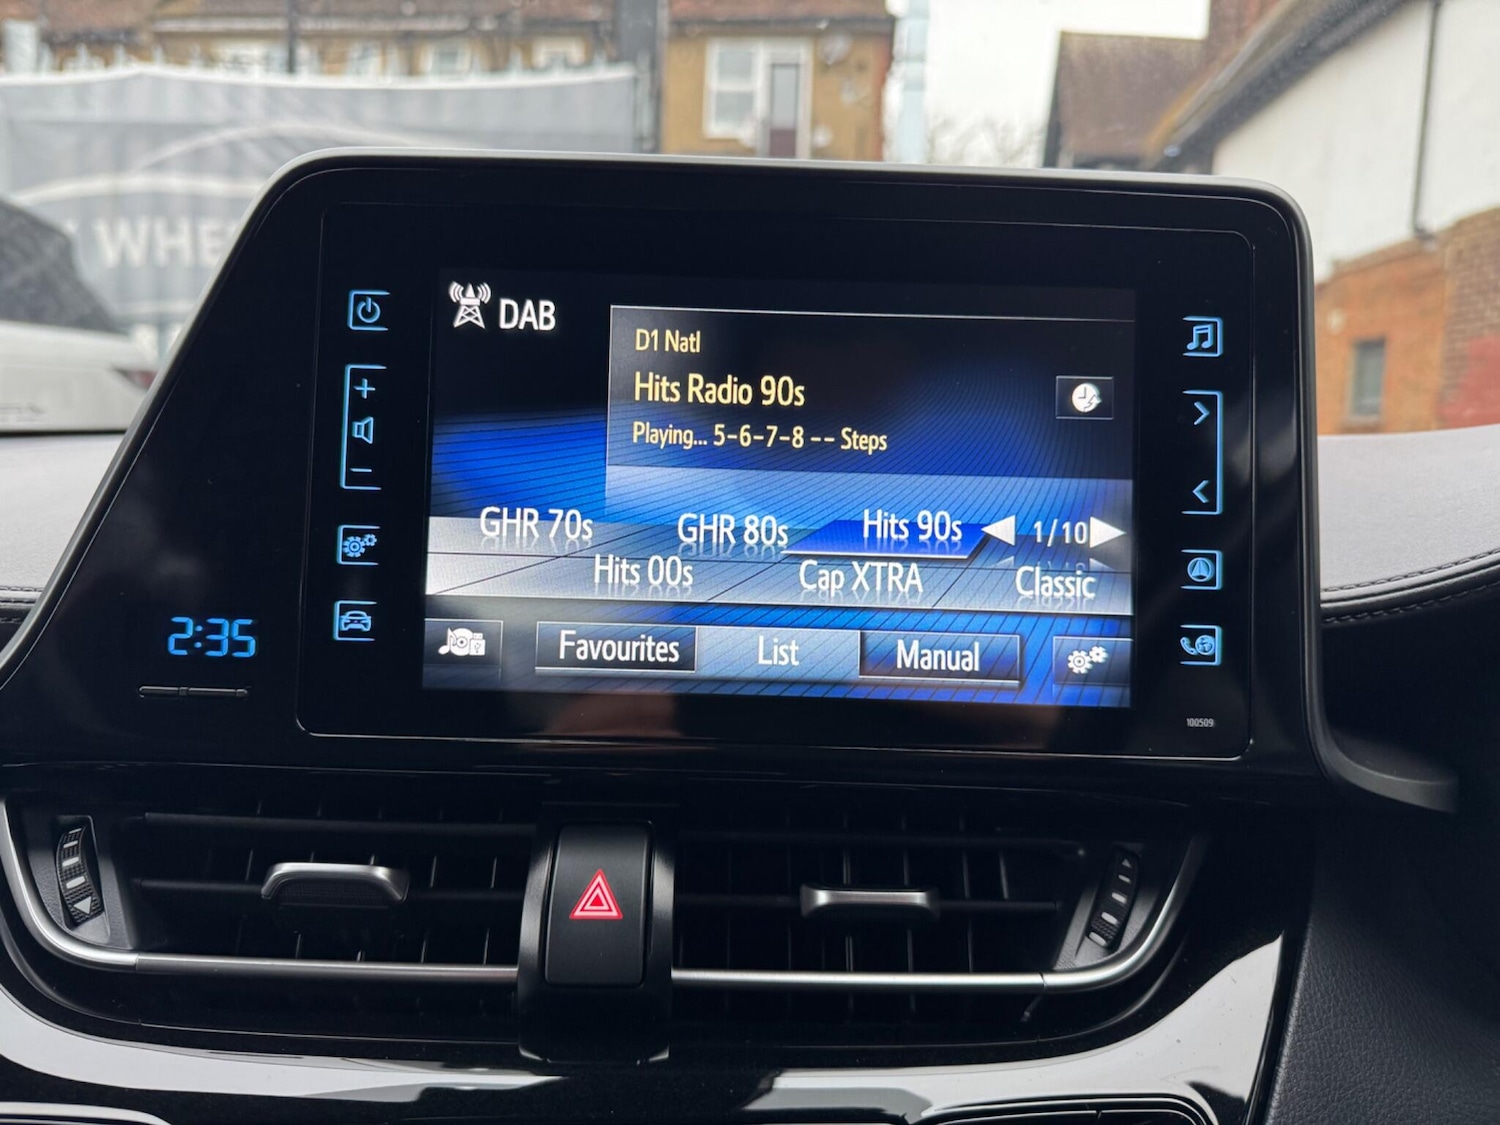 WHE
DAB
D1 Natl
Hits Radio 90s
Playing... 5-6-7-8 -- Steps
GHR 70s GHR 80s Hits 90s 1/10
Hits 00s Cap XTRA Classic
Favourites List Manual
2:35
100509